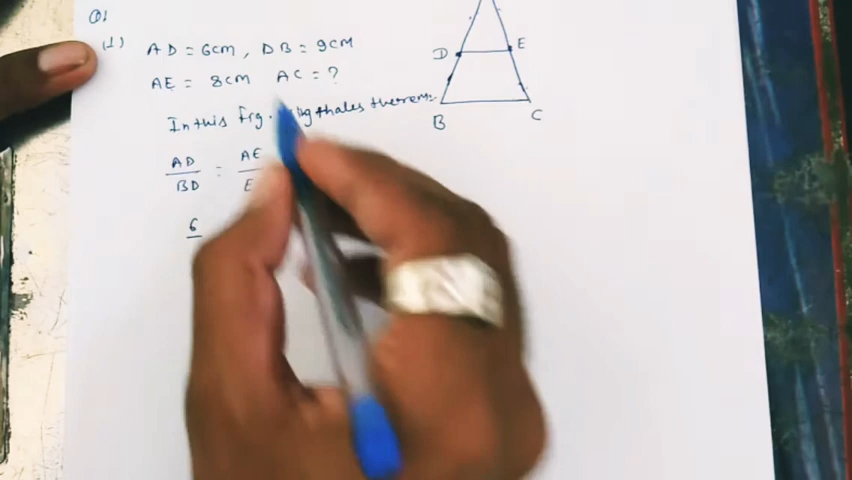 Q1
(1) AD = 6cm, DB = 9cm
AE = 8cm AC = ?
D E
In this Fig. thales theorem:
B C
AD/BD = AE/E
6